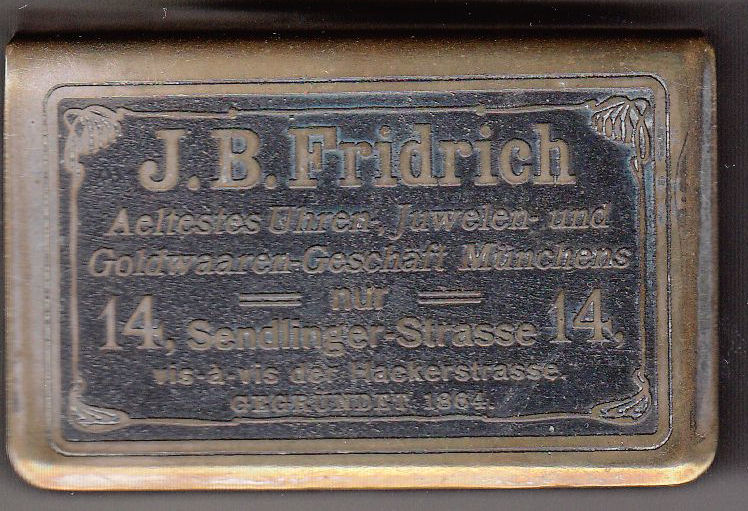 J. B. Fridrich
Aeltestes Uhren-, Juwelen- und
Goldwaaren-Geschäft Münchens
nur
14, Sendlinger-Strasse 14,
vis-à-vis der Hackerstrasse.
GEGRÜNDET 1864.